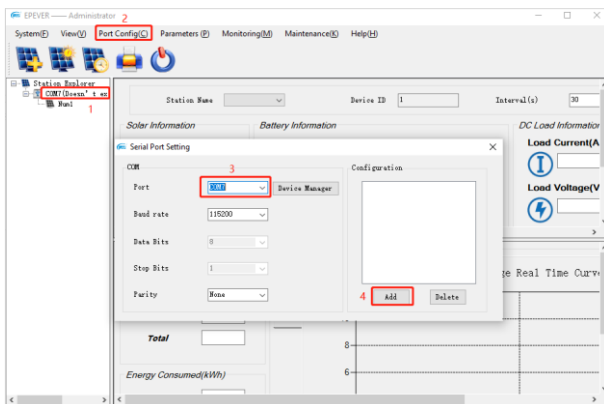 EPEVER —— Administrator
2
System(F) View(V) Port Config(C) Parameters (P) Monitoring(M) Maintenance(K) Help(H)
Station Explorer
COM7(Doesn't ex
Num1
1
Station Name
Device ID 1
Interval(s) 30
Solar Information
Battery Information
DC Load Information
Load Current(A
Load Voltage(V
Serial Port Setting
COM
3
Port COM7 Device Manager
Baud rate 115200
Data Bits 8
Stop Bits 1
Parity None
Configuration
4 Add Delete
ge Real Time Curv
Total
8
6
Energy Consumed(kWh)